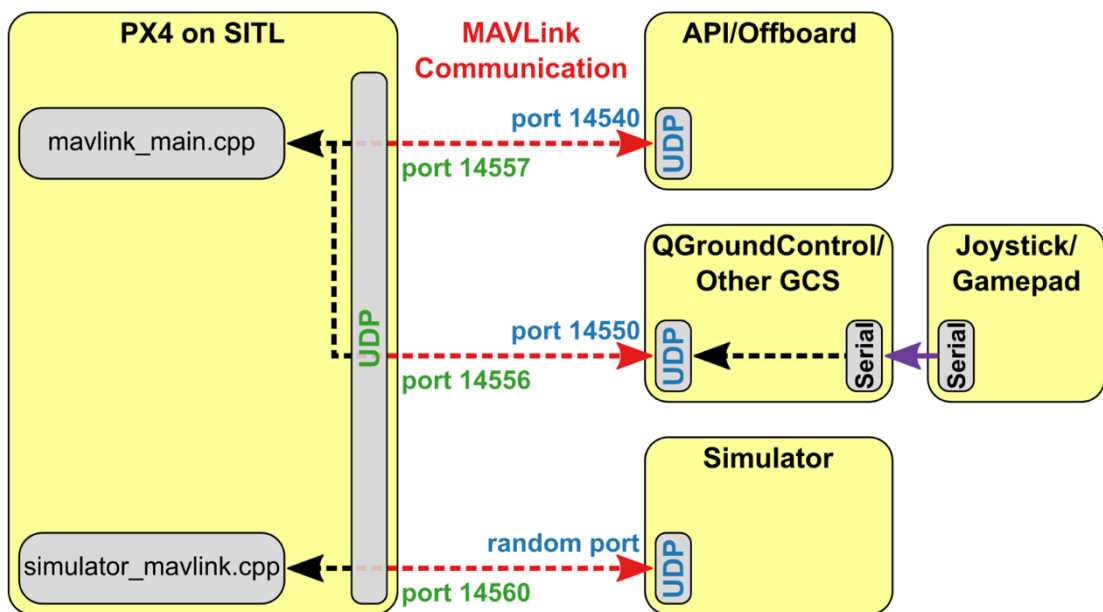 PX4 on SITL
mavlink_main.cpp
UDP
simulator_mavlink.cpp
MAVLink
Communication
port 14540
port 14557
port 14550
port 14556
random port
port 14560
API/Offboard
UDP
QGroundControl/
Other GCS
UDP
Serial
Joystick/
Gamepad
Serial
Simulator
UDP